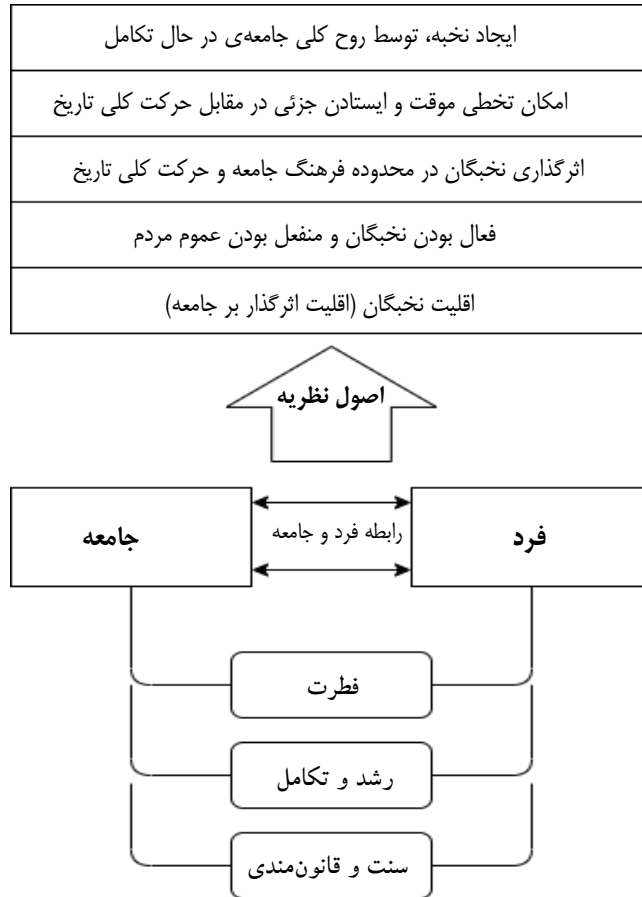 ایجاد نخبه، توسط روح کلی جامعه‌ی در حال تکامل
امکان تخطی موقت و ایستادن جزئی در مقابل حرکت کلی تاریخ
اثرگذاری نخبگان در محدوده فرهنگ جامعه و حرکت کلی تاریخ
فعال بودن نخبگان و منفعل بودن عموم مردم
اقلیت نخبگان (اقلیت اثرگذار بر جامعه)
اصول نظریه
فرد
رابطه فرد و جامعه
جامعه
فطرت
رشد و تکامل
سنت و قانون‌مندی